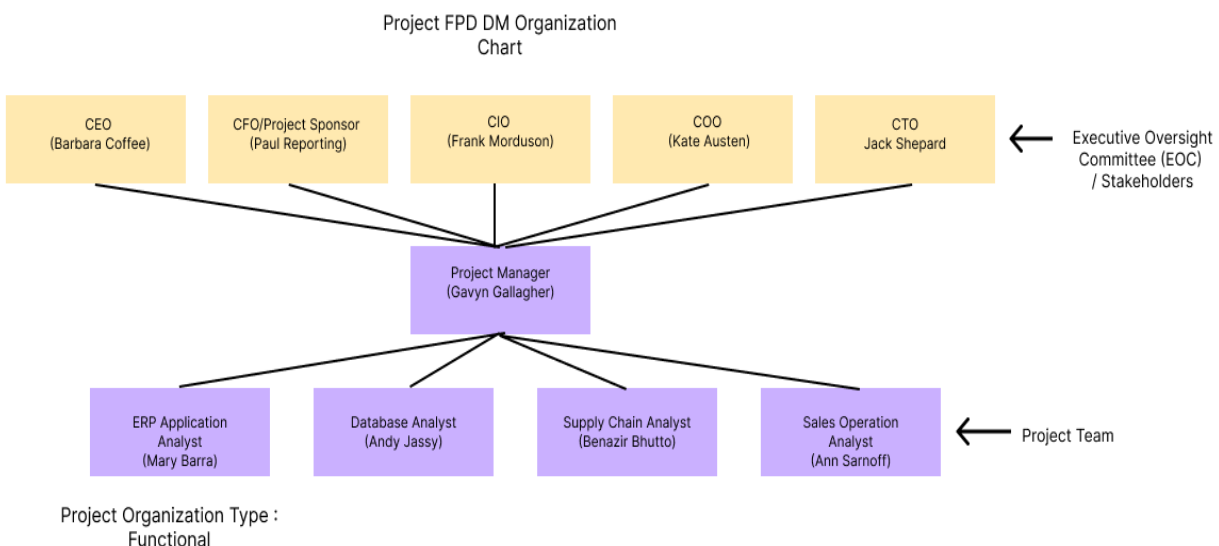 Project FPD DM Organization
Chart
CEO
(Barbara Coffee)
CFO/Project Sponsor
(Paul Reporting)
CIO
(Frank Morduson)
COO
(Kate Austen)
CTO
Jack Shepard
Executive Oversight
Committee (EOC)
/ Stakeholders
Project Manager
(Gavyn Gallagher)
ERP Application
Analyst
(Mary Barra)
Database Analyst
(Andy Jassy)
Supply Chain Analyst
(Benazir Bhutto)
Sales Operation
Analyst
(Ann Sarnoff)
Project Team
Project Organization Type :
Functional